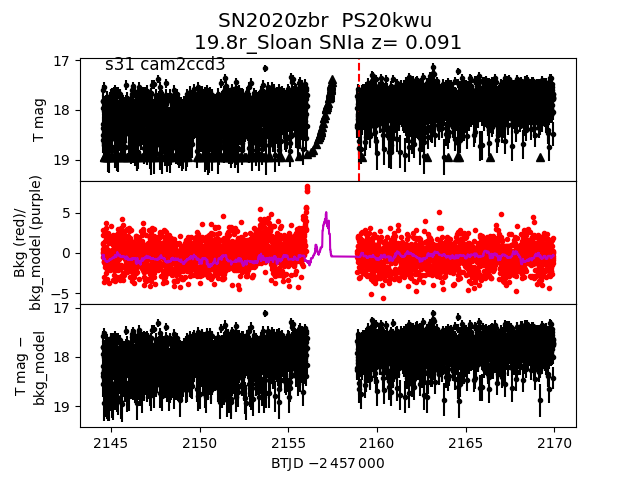 SN2020zbr PS20kwu
19.8r_Sloan SNIa z= 0.091
s31 cam2ccd3
17
18
19
T mag
5
0
−5
Bkg (red)/
bkg_model (purple)
17
18
19
T mag −
bkg_model
2145 2150 2155 2160 2165 2170
BTJD −2 457 000